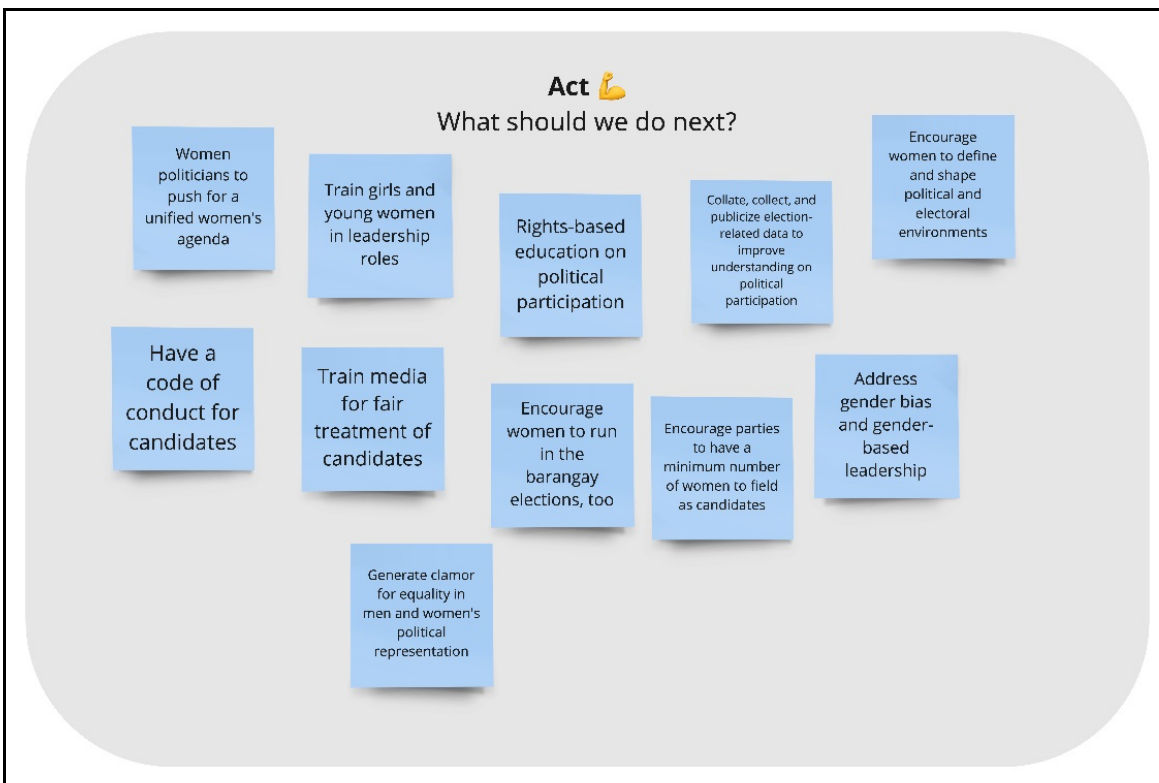 Act 💪
What should we do next?
Women
politicians to
push for a
unified women's
agenda
Train girls and
young women
in leadership
roles
Rights-based
education on
political
participation
Collate, collect, and
publicize election-
related data to
improve
understanding on
political
participation
Encourage
women to define
and shape
political and
electoral
environments
Have a
code of
conduct for
candidates
Train media
for fair
treatment of
candidates
Encourage
women to run
in the
barangay
elections, too
Encourage parties
to have a
minimum number
of women to field
as candidates
Address
gender bias
and gender-
based
leadership
Generate clamor
for equality in
men and women's
political
representation